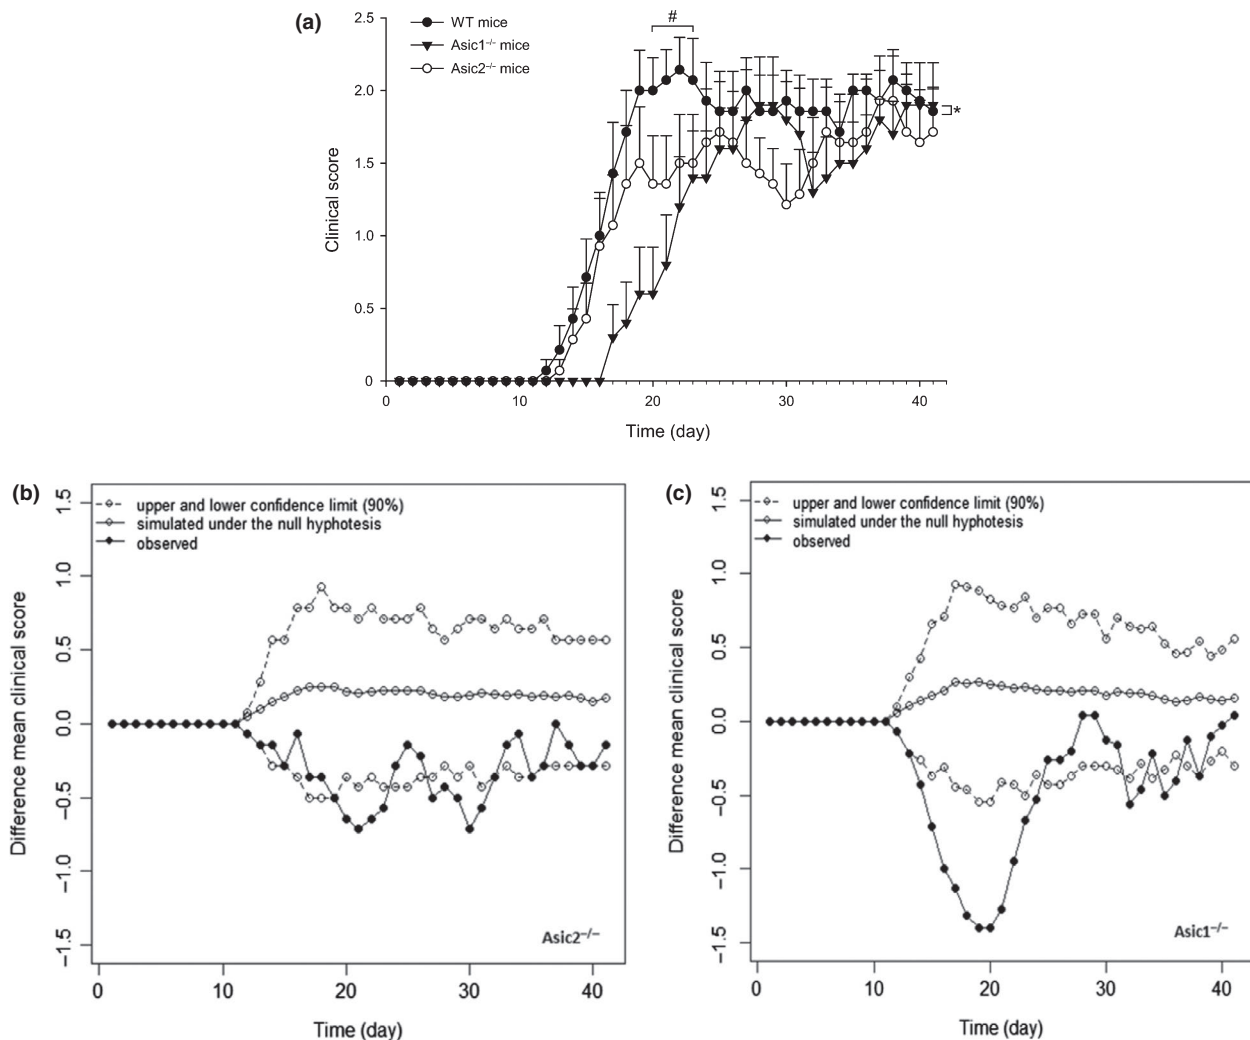 (a)
2.5
2.0
1.5
1.0
0.5
0
Clinical score
WT mice
Asic1−/− mice
Asic2−/− mice
#
*
0 10 20 30 40
Time (day)
(b)
upper and lower confidence limit (90%)
simulated under the null hyphotesis
observed
1.5
1.0
0.5
0.0
−0.5
−1.0
−1.5
Difference mean clinical score
Asic2−/−
0 10 20 30 40
Time (day)
(c)
upper and lower confidence limit (90%)
simulated under the null hyphotesis
observed
1.5
1.0
0.5
0.0
−0.5
−1.0
−1.5
Difference mean clinical score
Asic1−/−
0 10 20 30 40
Time (day)